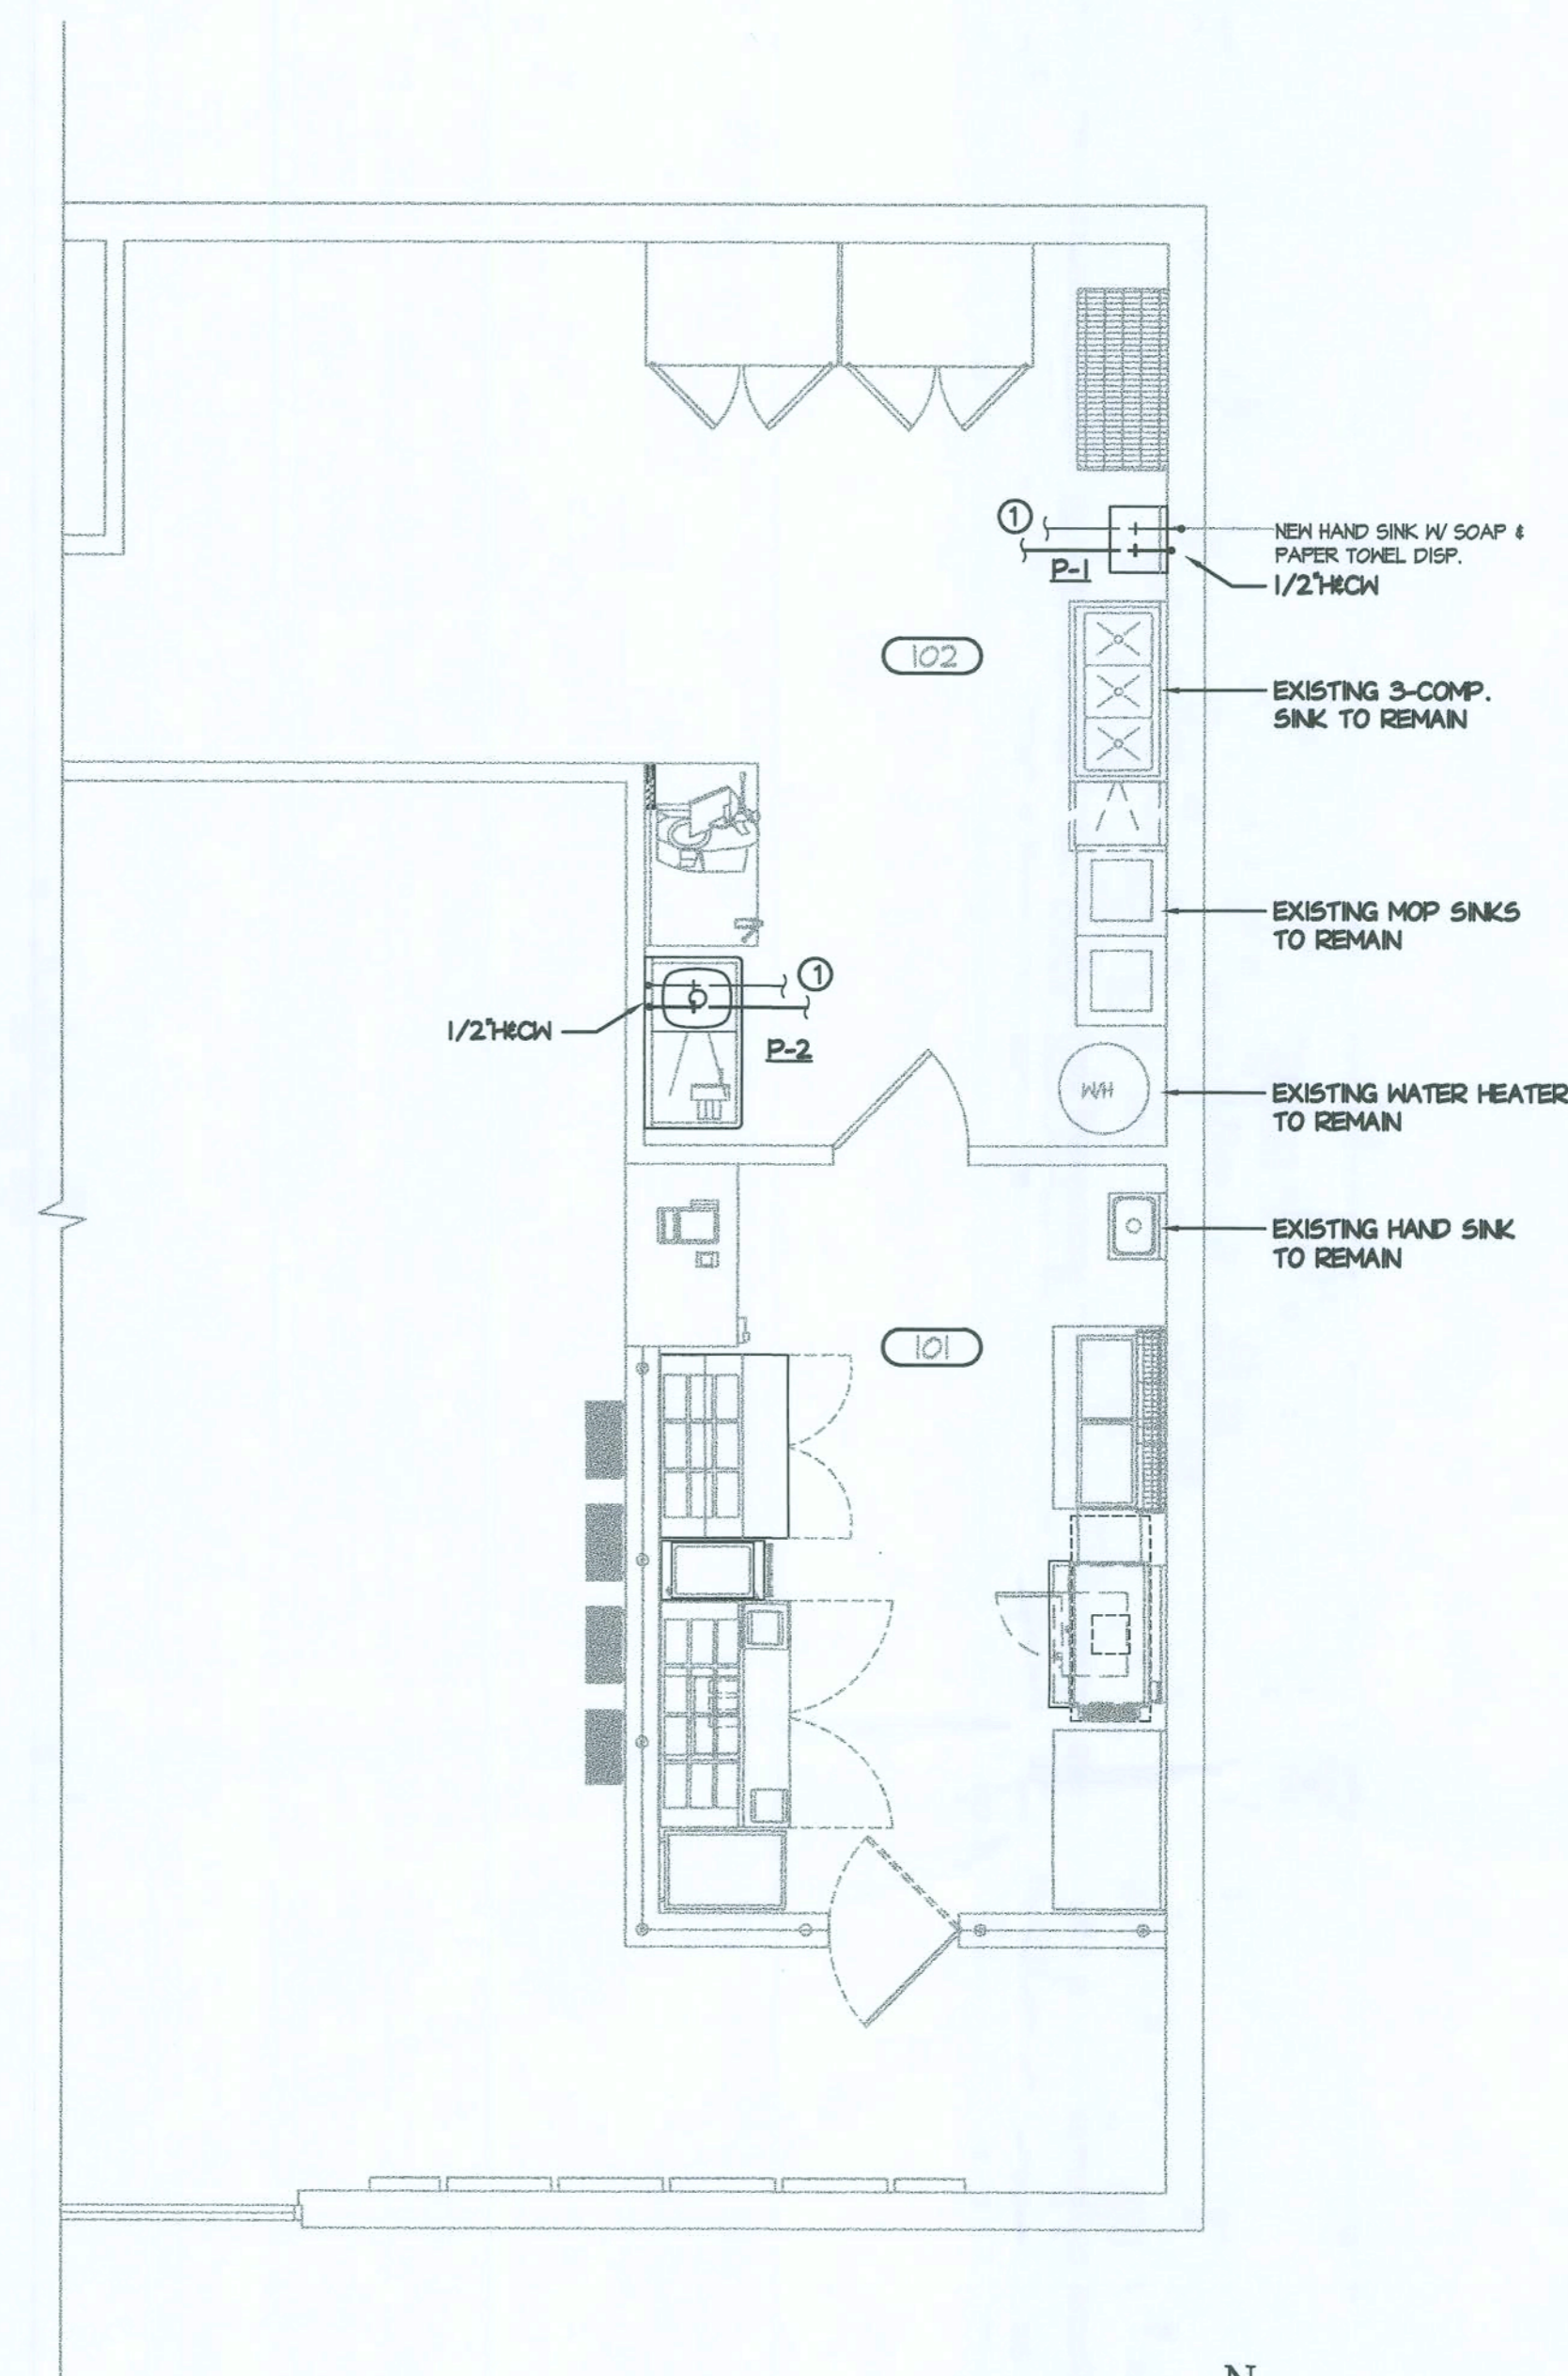 1
NEW HAND SINK W/ SOAP &
PAPER TOWEL DISP.
P-1
1/2"H&CW
102
EXISTING 3-COMP.
SINK TO REMAIN
EXISTING MOP SINKS
TO REMAIN
1
1/2"H&CW
P-2
W/H
EXISTING WATER HEATER
TO REMAIN
EXISTING HAND SINK
TO REMAIN
101
N